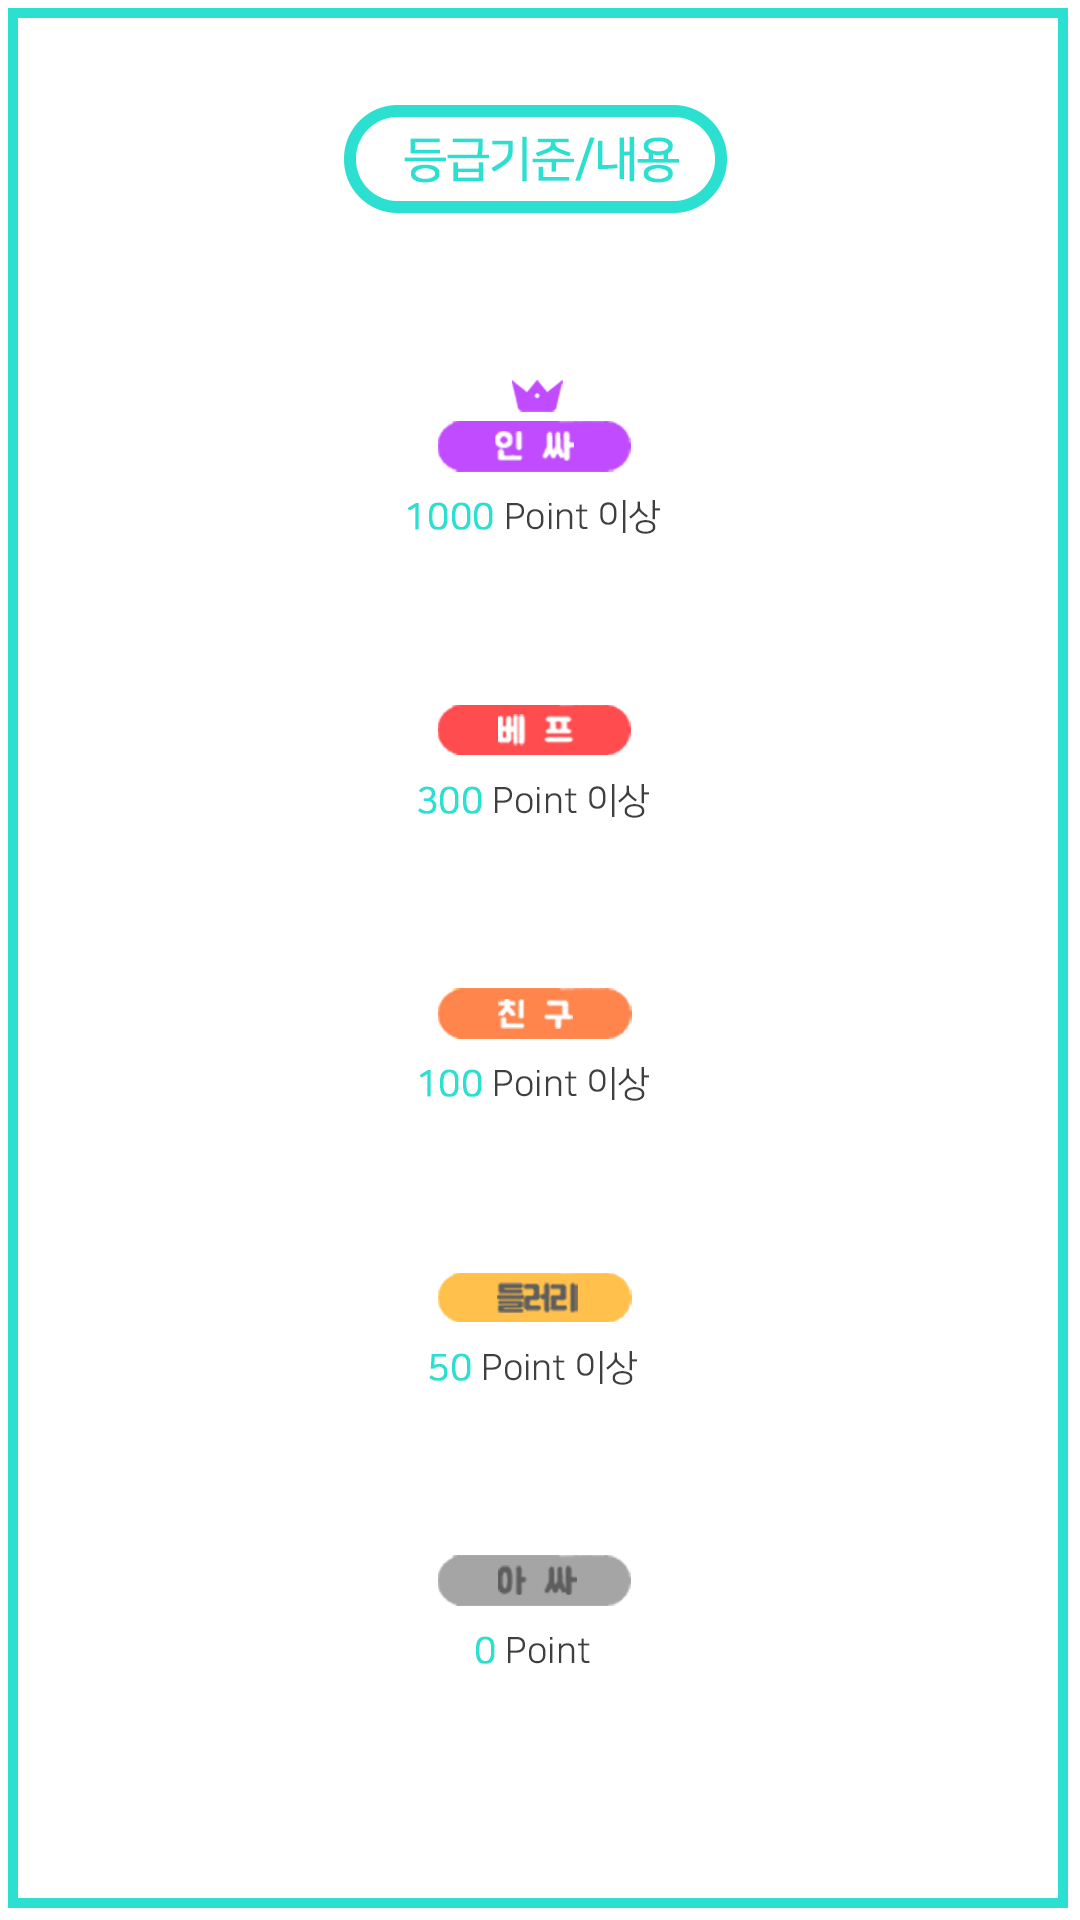 등급기준/내용
인 싸
1000 Point 이상
베 프
300 Point 이상
친 구
100 Point 이상
들러리
50 Point 이상
아 싸
0 Point